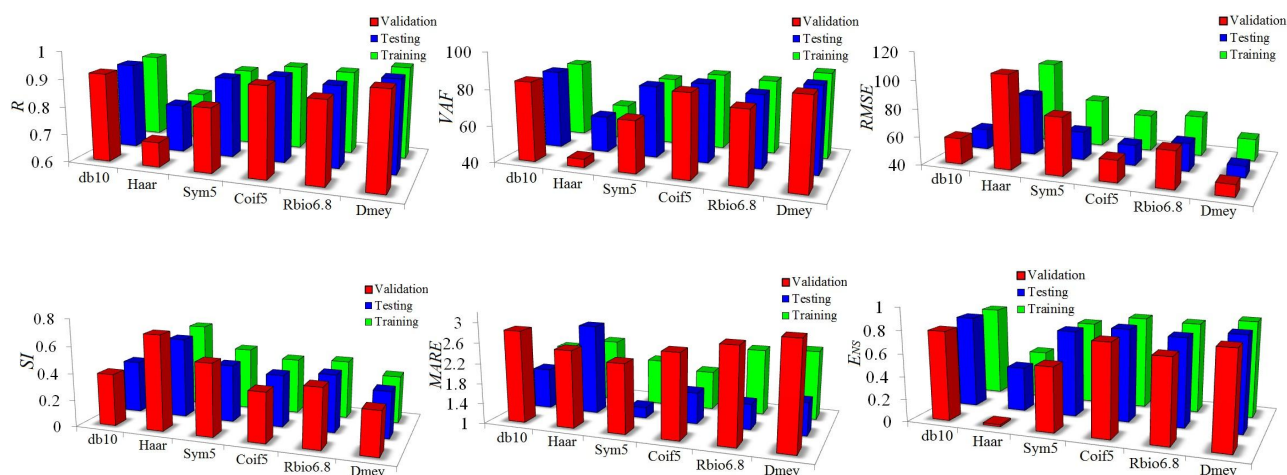 Validation
Testing
Training
1
0.9
0.8
0.7
0.6
R
db10
Haar
Sym5
Coif5
Rbio6.8
Dmey
Validation
Testing
Training
100
80
60
40
VAF
db10
Haar
Sym5
Coif5
Rbio6.8
Dmey
Validation
Testing
Training
120
100
80
60
40
RMSE
db10
Haar
Sym5
Coif5
Rbio6.8
Dmey
Validation
Testing
Training
0.8
0.6
0.4
0.2
0
SI
db10
Haar
Sym5
Coif5
Rbio6.8
Dmey
Validation
Testing
Training
3
2.6
2.2
1.8
1.4
1
MARE
db10
Haar
Sym5
Coif5
Rbio6.8
Dmey
Validation
Testing
Training
1
0.8
0.6
0.4
0.2
0
ENS
db10
Haar
Sym5
Coif5
Rbio6.8
Dmey